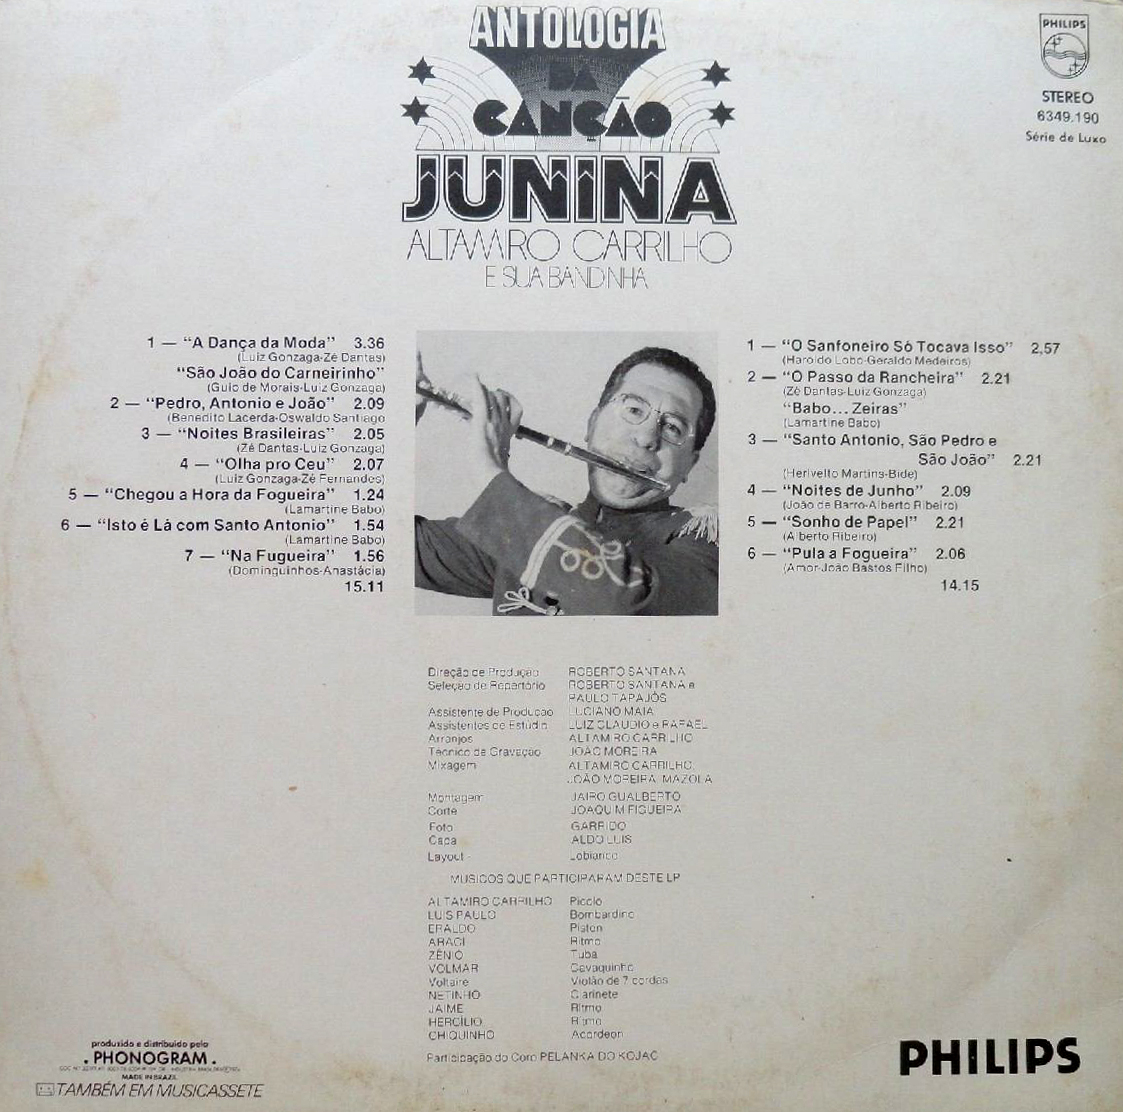 ANTOLOGIA
DA
CANÇÃO
JUNINA
ALTAMIRO CARRILHO
E SUA BANDINHA
PHILIPS
STEREO
6349.190
Série de Luxo
1 — "A Dança da Moda" 3.36
(Luiz Gonzaga-Zé Dantas)
"São João do Carneirinho"
(Guio de Morais-Luiz Gonzaga)
2 — "Pedro, Antonio e João" 2.09
(Benedito Lacerda-Oswaldo Santiago
3 — "Noites Brasileiras" 2.05
(Zé Dantas-Luiz Gonzaga)
4 — "Olha pro Ceu" 2.07
(Luiz Gonzaga-Zé Fernandes)
5 — "Chegou a Hora da Fogueira" 1.24
(Lamartine Babo)
6 — "Isto é Lá com Santo Antonio" 1.54
(Lamartine Babo)
7 — "Na Fugueira" 1.56
(Dominguinhos-Anastácia)
15.11
1 — "O Sanfoneiro Só Tocava Isso" 2,57
(Haroldo Lobo-Geraldo Medeiros)
2 — "O Passo da Rancheira" 2.21
(Zé Dantas-Luiz Gonzaga)
"Babo... Zeiras"
(Lamartine Babo)
3 — "Santo Antonio, São Pedro e
São João" 2.21
(Herivelto Martins-Bide)
4 — "Noites de Junho" 2.09
(João de Barro-Alberto Ribeiro)
5 — "Sonho de Papel" 2.21
(Alberto Ribeiro)
6 — "Pula a Fogueira" 2.06
(Amor-João Bastos Filho)
14.15
Direção de Produção ROBERTO SANTANA
Seleção de Repertório ROBERTO SANTANA e
PAULO TAPAJÓS
Assistente de Produção LUCIANO MAIA
Assistentes de Estúdio LUIZ CLAUDIO e RAFAEL
Arranjos ALTAMIRO CARRILHO
Técnico de Gravação JOÃO MOREIRA
Mixagem ALTAMIRO CARRILHO,
JOÃO MOREIRA, MAZOLA
Montagem JAIRO GUALBERTO
Corte JOAQUIM FIGUEIRA
Foto GARRIDO
Capa ALDO LUIS
Layout - Lobianco
MUSICOS QUE PARTICIPARAM DESTE LP
ALTAMIRO CARRILHO Picolo
LUIS PAULO Bombardino
ERALDO Piston
ARACI Ritmo
ZÊNIO Tuba
VOLMAR Cavaquinho
Voltaire Violão de 7 cordas
NETINHO Clarinete
JAIME Ritmo
HERCÍLIO Ritmo
CHIQUINHO Acordeon
Participação do Coro PELANKA DO KOJAC
produzido e distribuido pelo
. PHONOGRAM .
MADE IN BRAZIL
TAMBÉM EM MUSICASSETE
PHILIPS